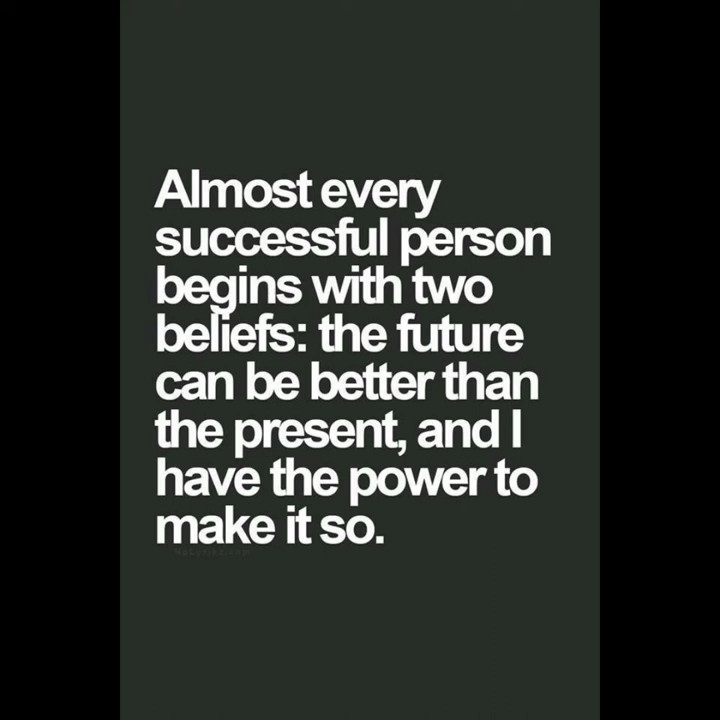 Almost every
successful person
begins with two
beliefs: the future
can be better than
the present, and I
have the power to
make it so.